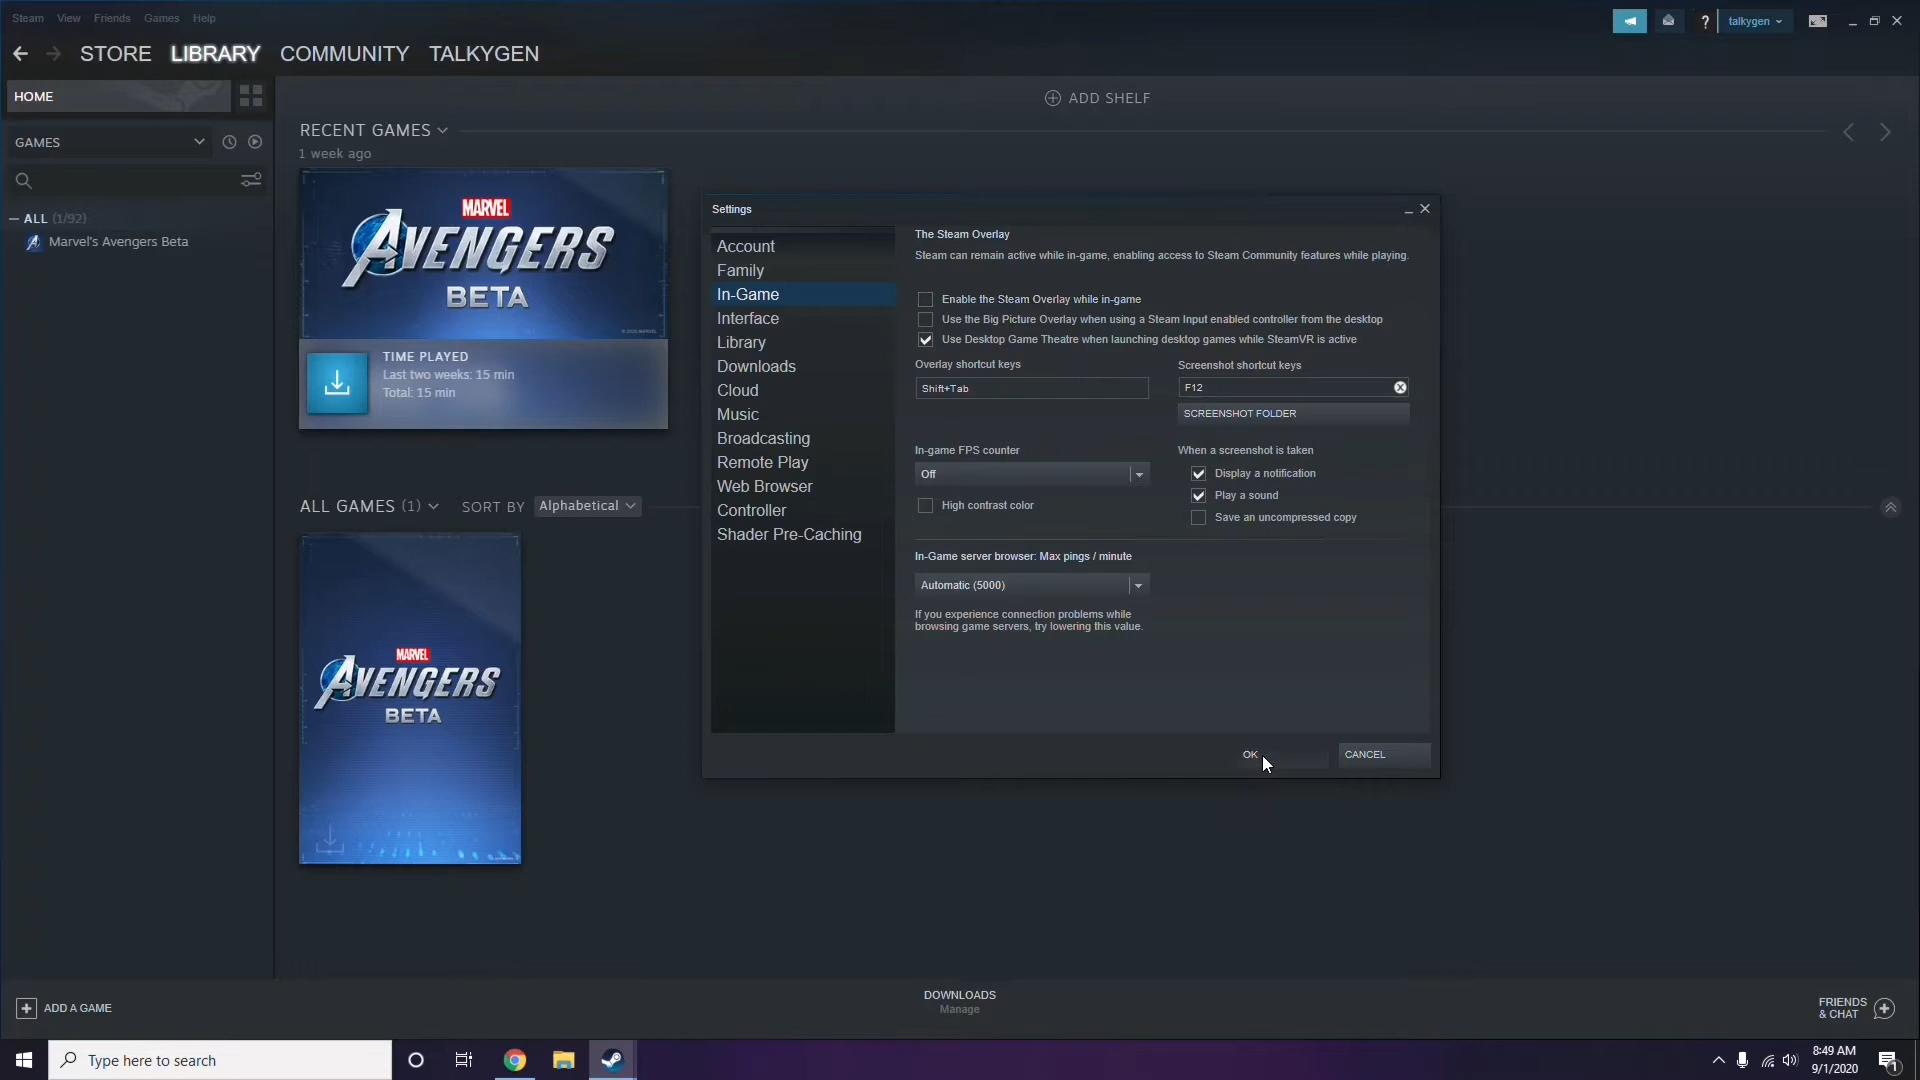 Steam View Friends Games Help
talkygen
STORE LIBRARY COMMUNITY TALKYGEN
HOME
ADD SHELF
GAMES
RECENT GAMES
1 week ago
ALL (1/92)
Marvel's Avengers Beta
MARVEL
AVENGERS
BETA
TIME PLAYED
Last two weeks: 15 min
Total: 15 min
ALL GAMES (1) SORT BY Alphabetical
MARVEL
AVENGERS
BETA
Settings
Account
Family
In-Game
Interface
Library
Downloads
Cloud
Music
Broadcasting
Remote Play
Web Browser
Controller
Shader Pre-Caching
The Steam Overlay
Steam can remain active while in-game, enabling access to Steam Community features while playing.
Enable the Steam Overlay while in-game
Use the Big Picture Overlay when using a Steam Input enabled controller from the desktop
Use Desktop Game Theatre when launching desktop games while SteamVR is active
Overlay shortcut keys
Shift+Tab
Screenshot shortcut keys
F12
SCREENSHOT FOLDER
In-game FPS counter
Off
High contrast color
When a screenshot is taken
Display a notification
Play a sound
Save an uncompressed copy
In-Game server browser: Max pings / minute
Automatic (5000)
If you experience connection problems while
browsing game servers, try lowering this value.
OK
CANCEL
ADD A GAME
DOWNLOADS
Manage
FRIENDS
& CHAT
Type here to search
8:49 AM
9/1/2020
1